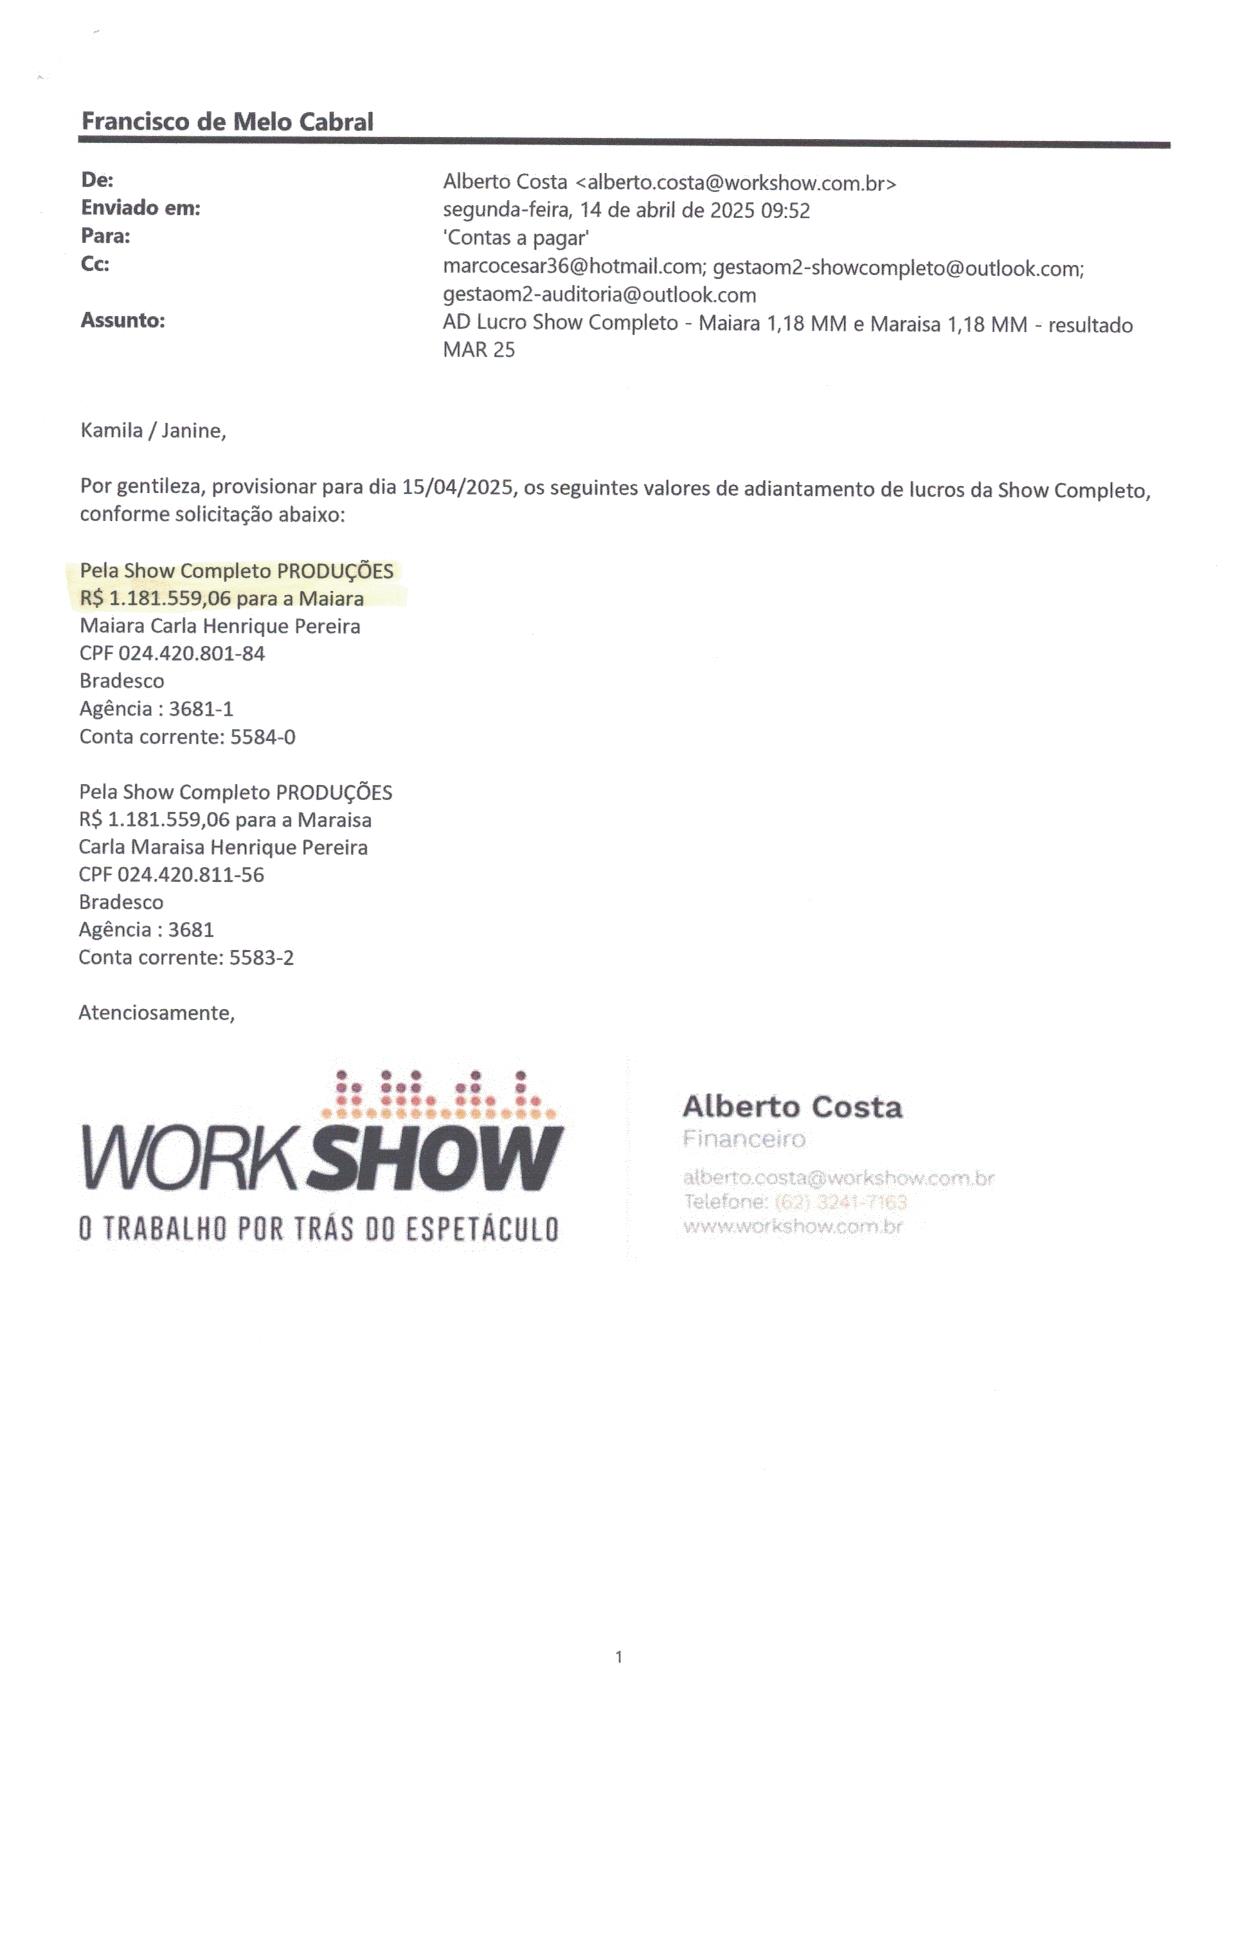 Francisco de Melo Cabral
De: Alberto Costa <alberto.costa@workshow.com.br>
Enviado em: segunda-feira, 14 de abril de 2025 09:52
Para: 'Contas a pagar'
Cc: marcocesar36@hotmail.com; gestaom2-showcompleto@outlook.com;
gestaom2-auditoria@outlook.com
Assunto: AD Lucro Show Completo - Maiara 1,18 MM e Maraisa 1,18 MM - resultado
MAR 25
Kamila / Janine,
Por gentileza, provisionar para dia 15/04/2025, os seguintes valores de adiantamento de lucros da Show Completo,
conforme solicitação abaixo:
Pela Show Completo PRODUÇÕES
R$ 1.181.559,06 para a Maiara
Maiara Carla Henrique Pereira
CPF 024.420.801-84
Bradesco
Agência : 3681-1
Conta corrente: 5584-0
Pela Show Completo PRODUÇÕES
R$ 1.181.559,06 para a Maraisa
Carla Maraisa Henrique Pereira
CPF 024.420.811-56
Bradesco
Agência : 3681
Conta corrente: 5583-2
Atenciosamente,
WORKSHOW
O TRABALHO POR TRÁS DO ESPETÁCULO
Alberto Costa
Financeiro
alberto.costa@workshow.com.br
Telefone: (62) 3241-7163
www.workshow.com.br
1